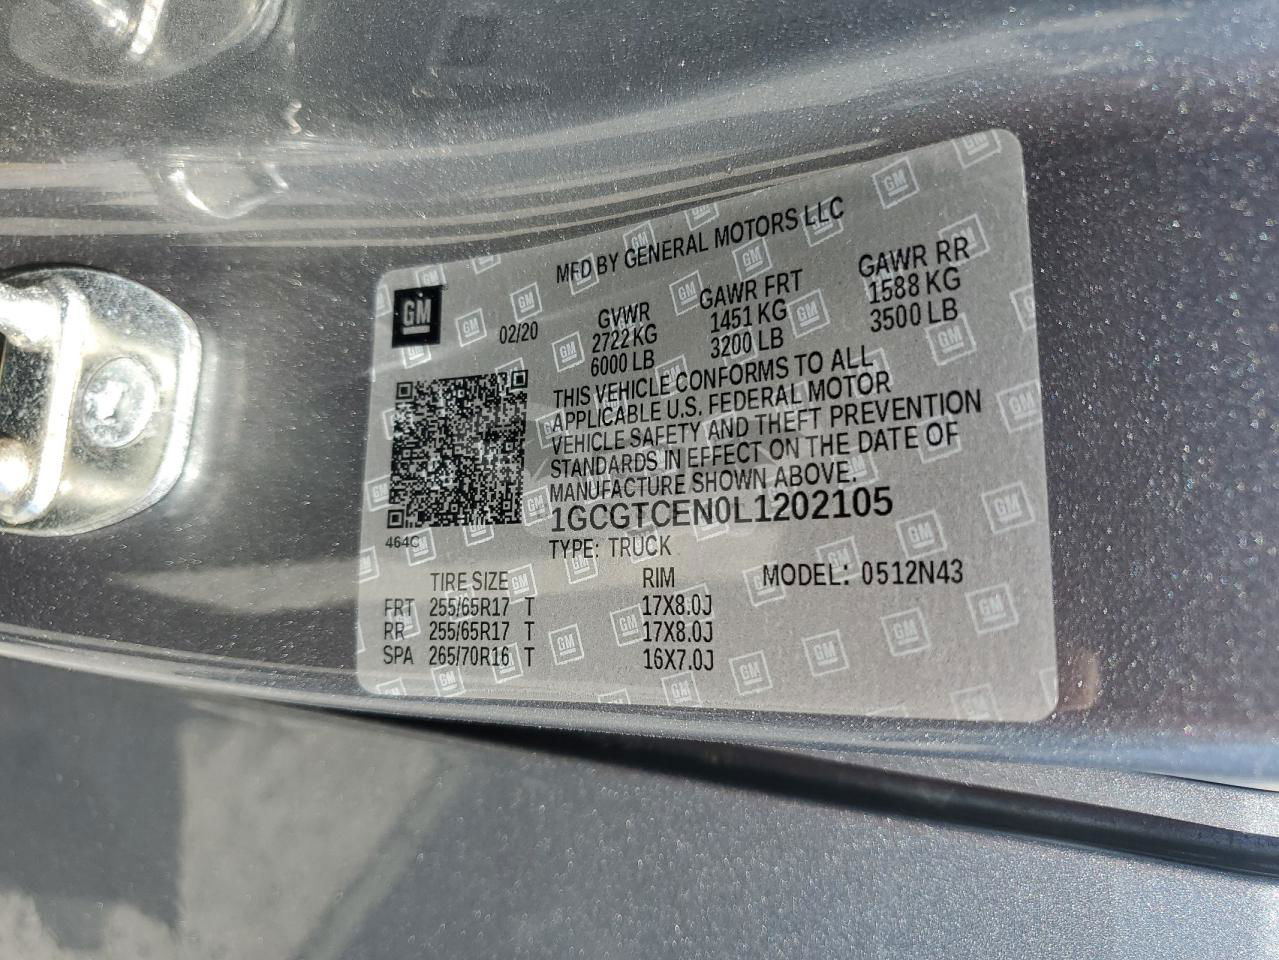 MFD BY GENERAL MOTORS LLC
GM
02/20
GVWR GAWR FRT GAWR RR
2722 KG 1451 KG 1588 KG
6000 LB 3200 LB 3500 LB
THIS VEHICLE CONFORMS TO ALL
APPLICABLE U.S. FEDERAL MOTOR
VEHICLE SAFETY AND THEFT PREVENTION
STANDARDS IN EFFECT ON THE DATE OF
MANUFACTURE SHOWN ABOVE.
464C
1GCGTCEN0L1202105
TYPE: TRUCK
TIRE SIZE RIM MODEL: 0512N43
FRT 255/65R17 T 17X8.0J
RR 255/65R17 T 17X8.0J
SPA 265/70R16 T 16X7.0J